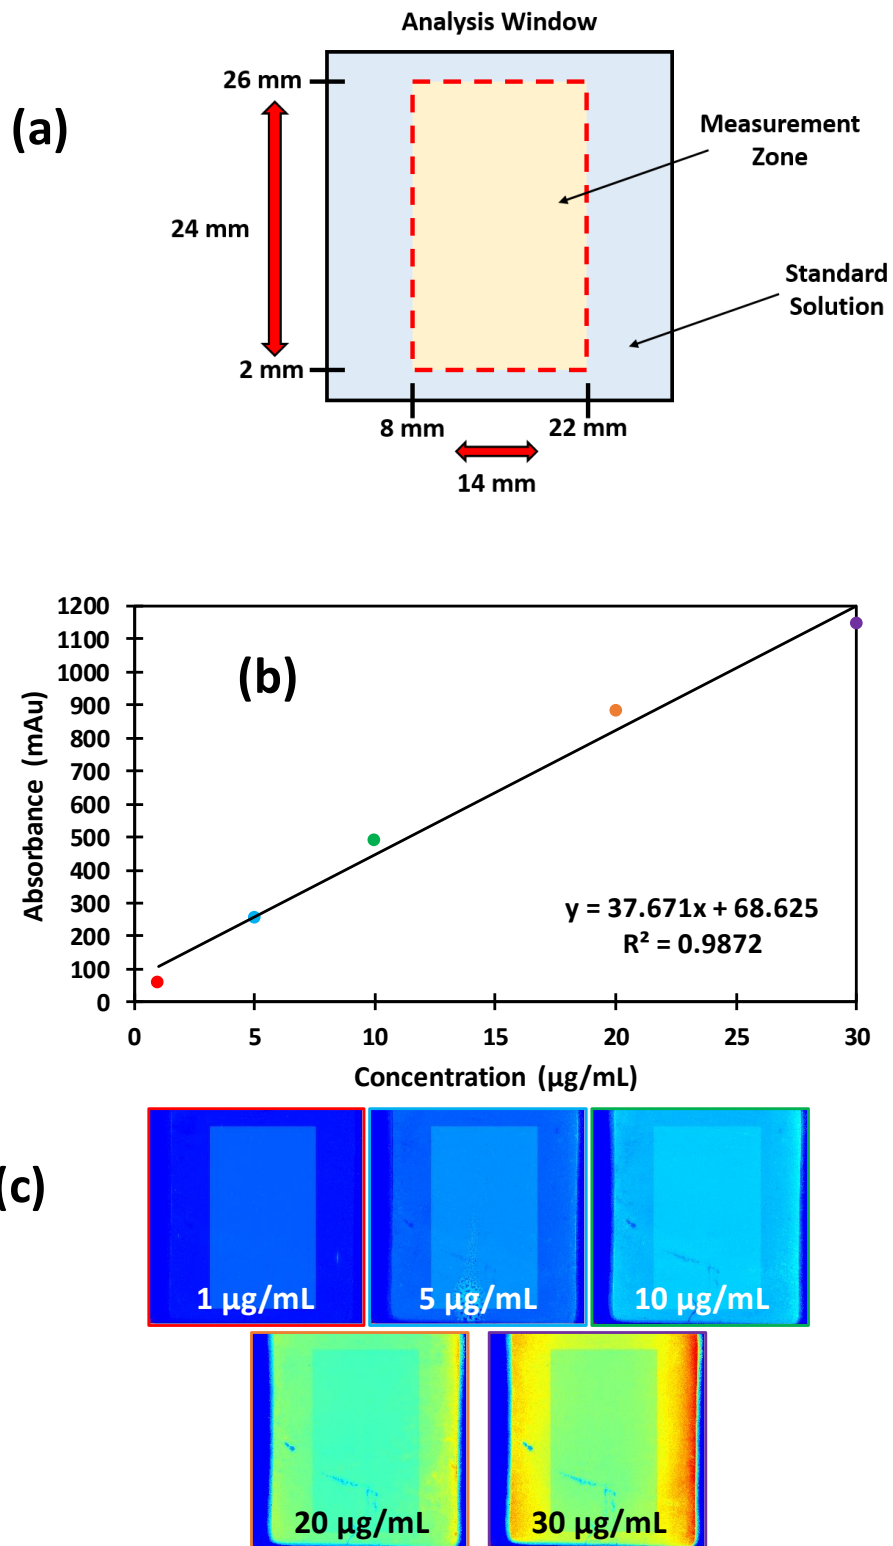 Analysis Window
(a)
26 mm
24 mm
2 mm
8 mm
22 mm
14 mm
Measurement
Zone
Standard
Solution
(b)
Absorbance (mAu)
1200
1100
1000
900
800
700
600
500
400
300
200
100
0
y = 37.671x + 68.625
R² = 0.9872
0 5 10 15 20 25 30
Concentration (µg/mL)
(c)
1 µg/mL
5 µg/mL
10 µg/mL
20 µg/mL
30 µg/mL